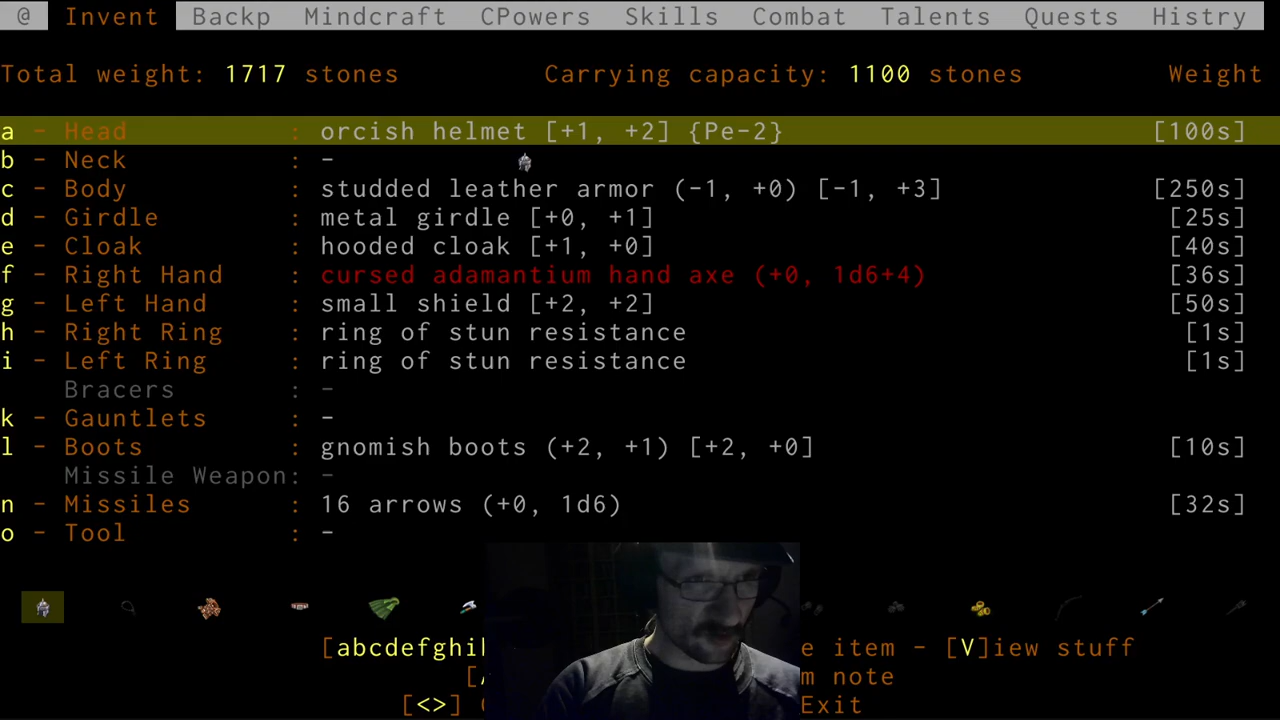 @ Invent Backp Mindcraft CPowers Skills Combat Talents Quests Histry
Total weight: 1717 stones Carrying capacity: 1100 stones Weight
a - Head : orcish helmet [+1, +2] {Pe-2} [100s]
b - Neck : -
c - Body : studded leather armor (-1, +0) [-1, +3] [250s]
d - Girdle : metal girdle [+0, +1] [25s]
e - Cloak : hooded cloak [+1, +0] [40s]
f - Right Hand : cursed adamantium hand axe (+0, 1d6+4) [36s]
g - Left Hand : small shield [+2, +2] [50s]
h - Right Ring : ring of stun resistance [1s]
i - Left Ring : ring of stun resistance [1s]
Bracers : -
k - Gauntlets : -
l - Boots : gnomish boots (+2, +1) [+2, +0] [10s]
Missile Weapon: -
n - Missiles : 16 arrows (+0, 1d6) [32s]
o - Tool : -
[abcdefghi e item - [V]iew stuff
[ m note
[<>] Exit